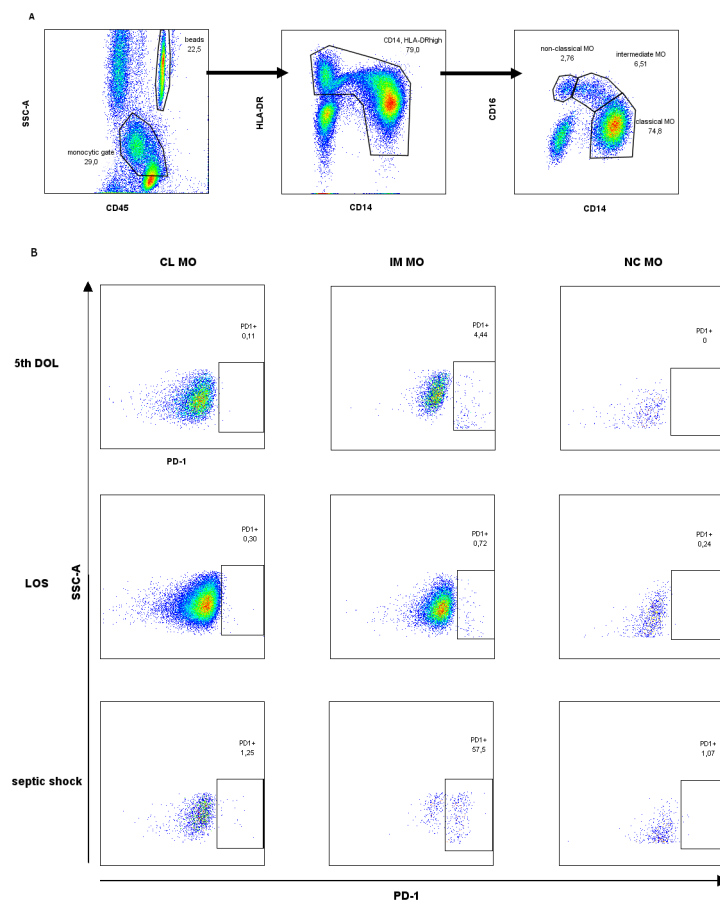 A
beads
22,5
monocytic gate
29,0
SSC-A
CD45
CD14, HLA-DRhigh
79,0
HLA-DR
CD14
non-classical MO
2,76
intermediate MO
6,51
classical MO
74,8
CD16
CD14
B
CL MO
IM MO
NC MO
5th DOL
PD1+
0,11
PD-1
PD1+
4,44
PD1+
0
LOS
SSC-A
PD1+
0,30
PD1+
0,72
PD1+
0,24
septic shock
PD1+
1,25
PD1+
57,5
PD1+
1,07
PD-1